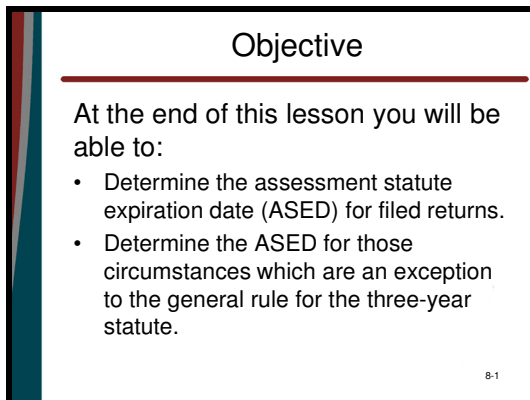 Objective
At the end of this lesson you will be
able to:
• Determine the assessment statute
expiration date (ASED) for filed returns.
• Determine the ASED for those
circumstances which are an exception
to the general rule for the three-year
statute.
8-1